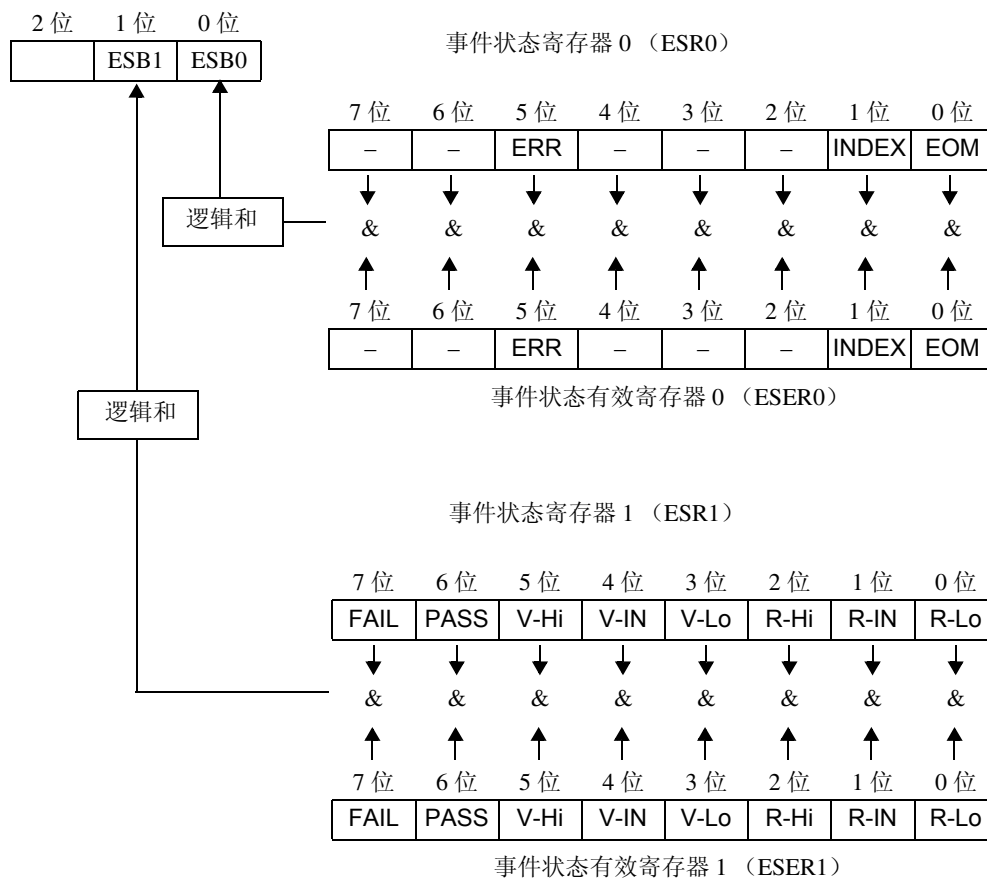 2 位 1 位 0 位
ESB1 ESB0
事件状态寄存器 0 （ESR0）
7 位 6 位 5 位 4 位 3 位 2 位 1 位 0 位
– – ERR – – – INDEX EOM
逻辑和
& & & & & & & &
7 位 6 位 5 位 4 位 3 位 2 位 1 位 0 位
– – ERR – – – INDEX EOM
事件状态有效寄存器 0 （ESER0）
逻辑和
事件状态寄存器 1 （ESR1）
7 位 6 位 5 位 4 位 3 位 2 位 1 位 0 位
FAIL PASS V-Hi V-IN V-Lo R-Hi R-IN R-Lo
& & & & & & & &
7 位 6 位 5 位 4 位 3 位 2 位 1 位 0 位
FAIL PASS V-Hi V-IN V-Lo R-Hi R-IN R-Lo
事件状态有效寄存器 1 （ESER1）